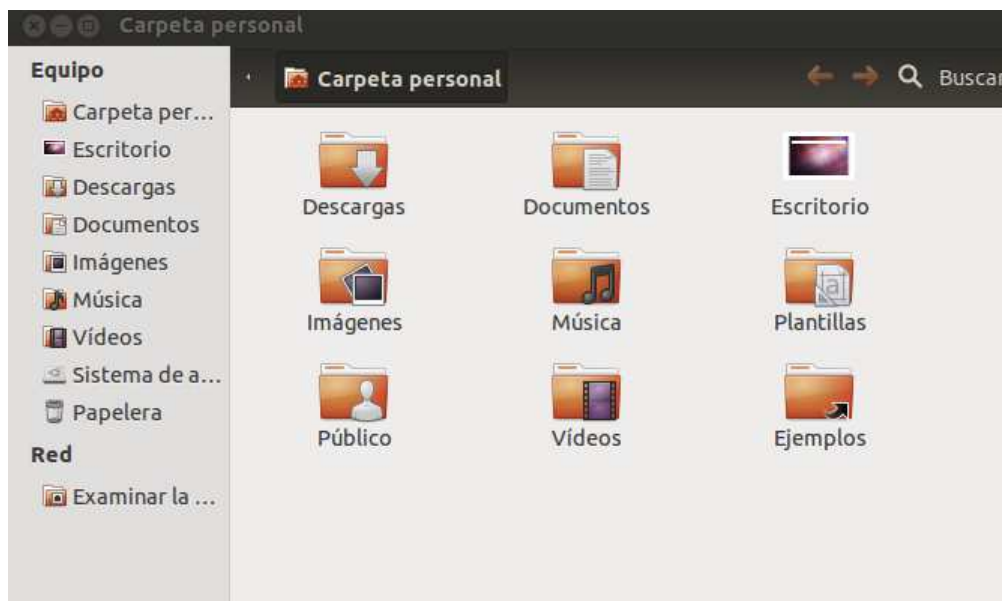 Carpeta personal
Equipo
Carpeta per...
Escritorio
Descargas
Documentos
Imágenes
Música
Vídeos
Sistema de a...
Papelera
Red
Examinar la ...
Carpeta personal
Buscar
Descargas
Documentos
Escritorio
Imágenes
Música
Plantillas
Público
Vídeos
Ejemplos